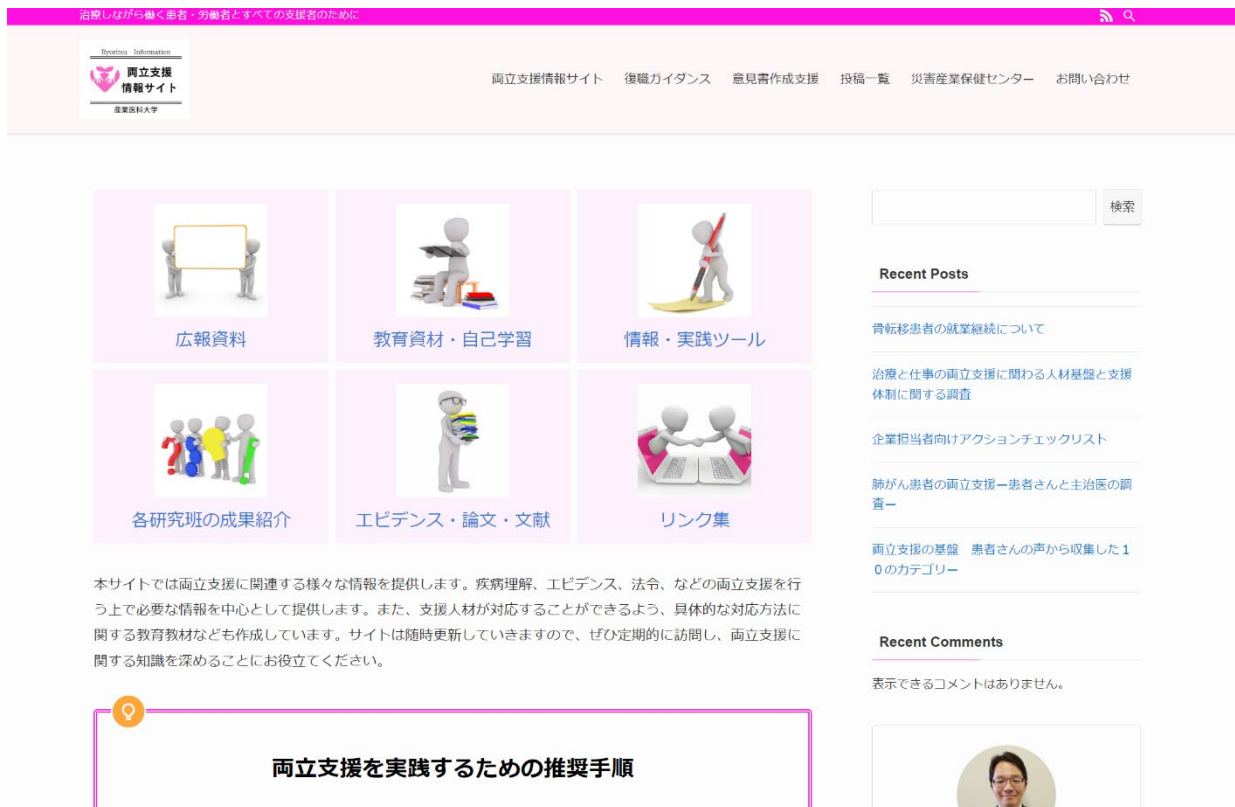 治療しながら働く患者・労働者とすべての支援者のために
Ryoritsu Information
両立支援
情報サイト
産業医科大学
両立支援情報サイト 復職ガイダンス 意見書作成支援 投稿一覧 災害産業保健センター お問い合わせ
広報資料 教育資材・自己学習 情報・実践ツール
各研究班の成果紹介 エビデンス・論文・文献 リンク集
本サイトでは両立支援に関連する様々な情報を提供します。疾病理解、エビデンス、法令、などの両立支援を行
う上で必要な情報を中心として提供します。また、支援人材が対応することができるよう、具体的な対応方法に
関する教育教材なども作成しています。サイトは随時更新していきますので、ぜひ定期的に訪問し、両立支援に
関する知識を深めることにお役立てください。
両立支援を実践するための推奨手順
検索
Recent Posts
骨転移患者の就業継続について
治療と仕事の両立支援に関わる人材基盤と支援
体制に関する調査
企業担当者向けアクションチェックリスト
肺がん患者の両立支援ー患者さんと主治医の調
査ー
両立支援の基盤 患者さんの声から収集した１
０のカテゴリー
Recent Comments
表示できるコメントはありません。